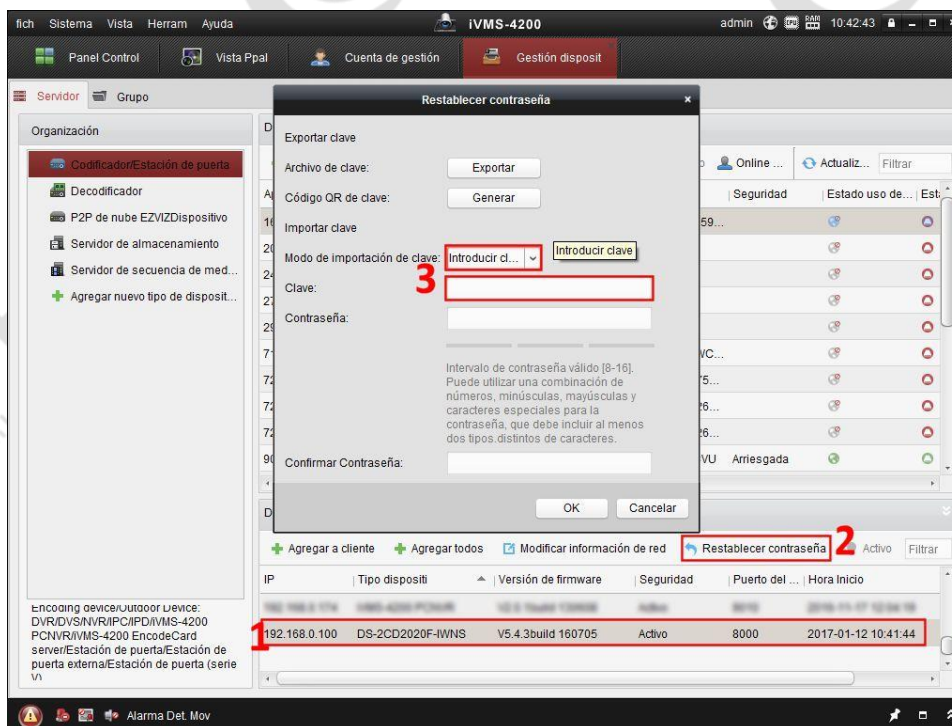 fich Sistema Vista Herram Ayuda iVMS-4200 admin CPU RAM 10:42:43
Panel Control Vista Ppal Cuenta de gestión Gestión disposit
Servidor Grupo
Organización
Codificador/Estación de puerta
Decodificador
P2P de nube EZVIZDispositivo
Servidor de almacenamiento
Servidor de secuencia de med...
Agregar nuevo tipo de disposit...
Restablecer contraseña
Exportar clave
Archivo de clave: Exportar
Código QR de clave: Generar
Importar clave
Modo de importación de clave: Introducir cl... Introducir clave
3
Clave:
Contraseña:
Intervalo de contraseña válido [8-16].
Puede utilizar una combinación de
números, minúsculas, mayúsculas y
caracteres especiales para la
contraseña, que debe incluir al menos
dos tipos distintos de caracteres.
Confirmar Contraseña:
OK Cancelar
Online ... Actualiz... Filtrar
Seguridad Estado uso de... Est
59...
VU Arriesgada
Agregar a cliente Agregar todos Modificar información de red Restablecer contraseña 2 Activo Filtrar
IP Tipo dispositi Versión de firmware Seguridad Puerto del ... Hora Inicio
1 192.168.0.100 DS-2CD2020F-IWNS V5.4.3build 160705 Activo 8000 2017-01-12 10:41:44
Encoding device/Outdoor Device:
DVR/DVS/NVR/IPC/IPD/iVMS-4200
PCNVR/iVMS-4200 EncodeCard
server/Estación de puerta/Estación de
puerta externa/Estación de puerta (serie
V)
Alarma Det. Mov